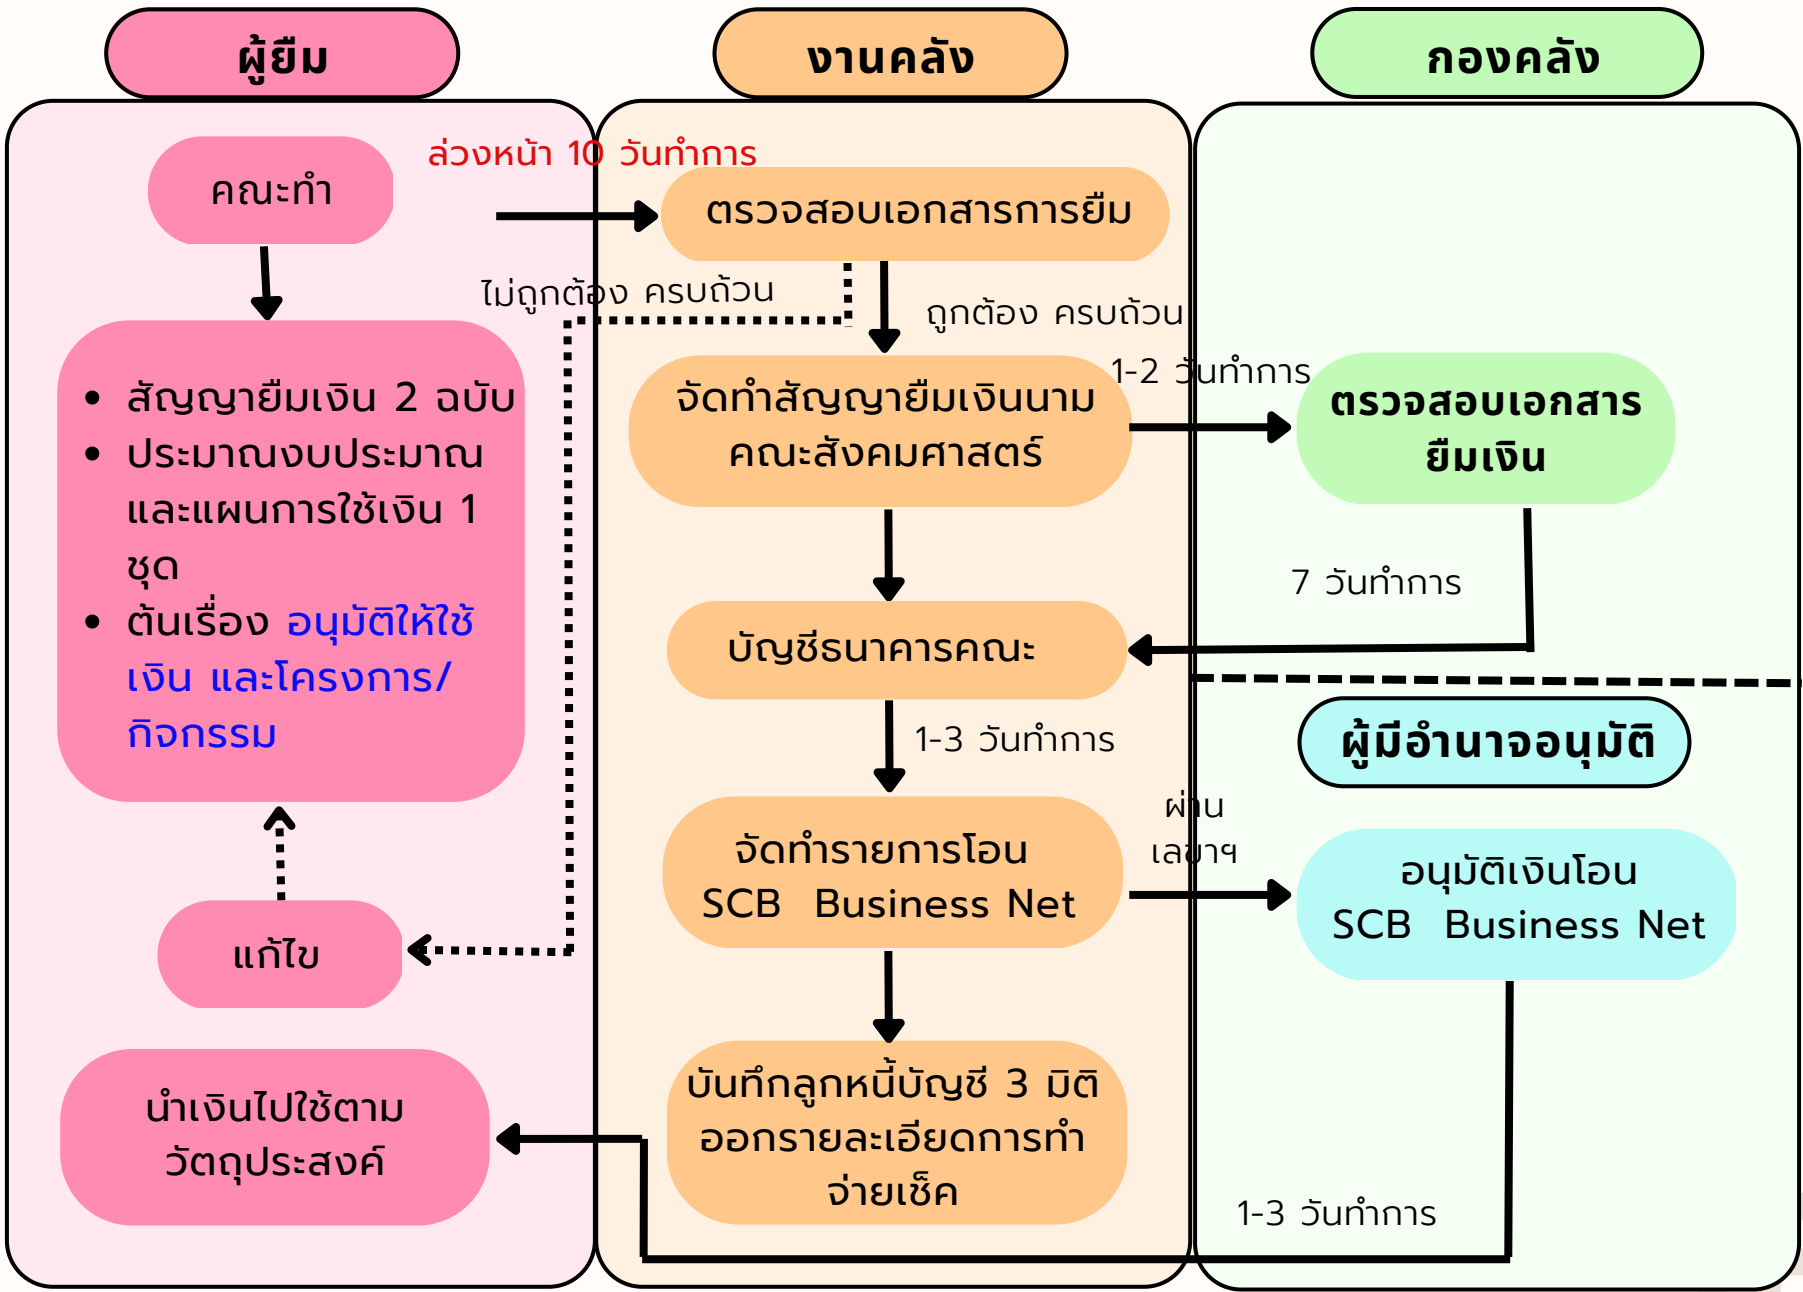 ผู้ยืม
งานคลัง
กองคลัง
คณะทำ
ล่วงหน้า 10 วันทำการ
ตรวจสอบเอกสารการยืม
ไม่ถูกต้อง ครบถ้วน
ถูกต้อง ครบถ้วน
• สัญญายืมเงิน 2 ฉบับ
• ประมาณงบประมาณ
และแผนการใช้เงิน 1
ชุด
• ต้นเรื่อง อนุมัติให้ใช้
เงิน และโครงการ/
กิจกรรม
จัดทำสัญญายืมเงินนาม
คณะสังคมศาสตร์
1-2 วันทำการ
ตรวจสอบเอกสาร
ยืมเงิน
7 วันทำการ
บัญชีธนาคารคณะ
1-3 วันทำการ
ผู้มีอำนาจอนุมัติ
จัดทำรายการโอน
SCB Business Net
ผ่าน
เลขาฯ
อนุมัติเงินโอน
SCB Business Net
แก้ไข
นำเงินไปใช้ตาม
วัตถุประสงค์
บันทึกลูกหนี้บัญชี 3 มิติ
ออกรายละเอียดการทำ
จ่ายเช็ค
1-3 วันทำการ